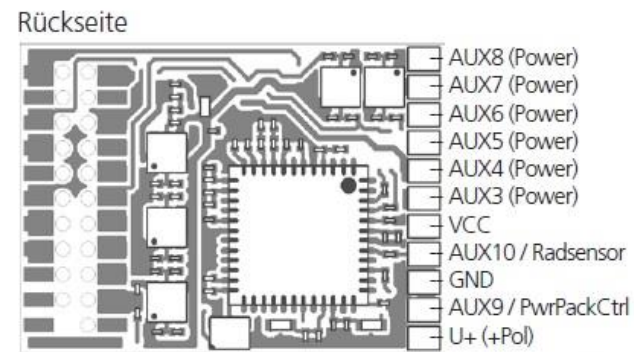 Rückseite
AUX8 (Power)
AUX7 (Power)
AUX6 (Power)
AUX5 (Power)
AUX4 (Power)
AUX3 (Power)
VCC
AUX10 / Radsensor
GND
AUX9 / PwrPackCtrl
U+ (+Pol)